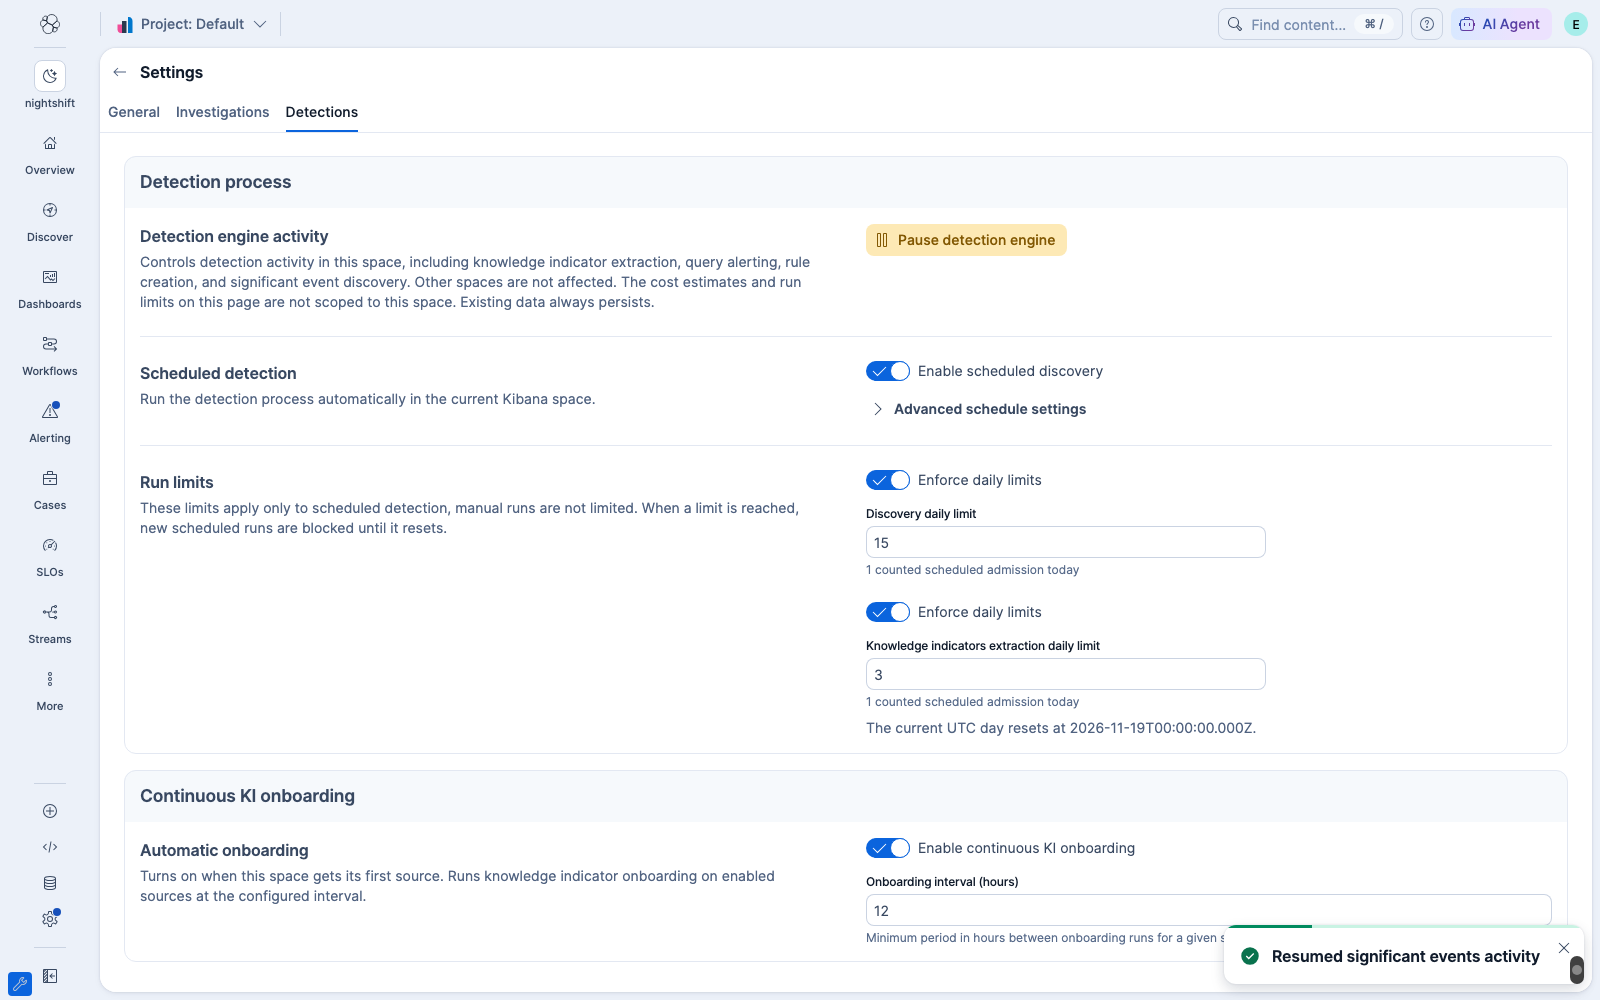 Project: Default
Find content...
⌘ /
AI Agent
E
nightshift
Overview
Discover
Dashboards
Workflows
Alerting
Cases
SLOs
Streams
More
Settings
General
Investigations
Detections
Detection process
Detection engine activity
Controls detection activity in this space, including knowledge indicator extraction, query alerting, rule
creation, and significant event discovery. Other spaces are not affected. The cost estimates and run
limits on this page are not scoped to this space. Existing data always persists.
Pause detection engine
Scheduled detection
Run the detection process automatically in the current Kibana space.
Enable scheduled discovery
Advanced schedule settings
Run limits
These limits apply only to scheduled detection, manual runs are not limited. When a limit is reached,
new scheduled runs are blocked until it resets.
Enforce daily limits
Discovery daily limit
15
1 counted scheduled admission today
Enforce daily limits
Knowledge indicators extraction daily limit
3
1 counted scheduled admission today
The current UTC day resets at 2026-11-19T00:00:00.000Z.
Continuous KI onboarding
Automatic onboarding
Turns on when this space gets its first source. Runs knowledge indicator onboarding on enabled
sources at the configured interval.
Enable continuous KI onboarding
Onboarding interval (hours)
12
Minimum period in hours between onboarding runs for a given
Resumed significant events activity